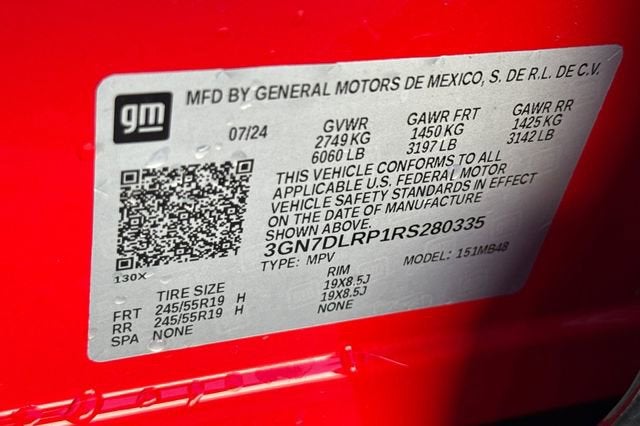 gm
MFD BY GENERAL MOTORS DE MEXICO, S. DE R.L. DE C.V.
07/24 GVWR GAWR FRT GAWR RR
2749 KG 1450 KG 1425 KG
6060 LB 3197 LB 3142 LB
THIS VEHICLE CONFORMS TO ALL
APPLICABLE U.S. FEDERAL MOTOR
VEHICLE SAFETY STANDARDS IN EFFECT
ON THE DATE OF MANUFACTURE
SHOWN ABOVE.
3GN7DLRP1RS280335
TYPE: MPV MODEL: 151MB48
130X
TIRE SIZE RIM
FRT 245/55R19 H 19X8.5J
RR 245/55R19 H 19X8.5J
SPA NONE NONE